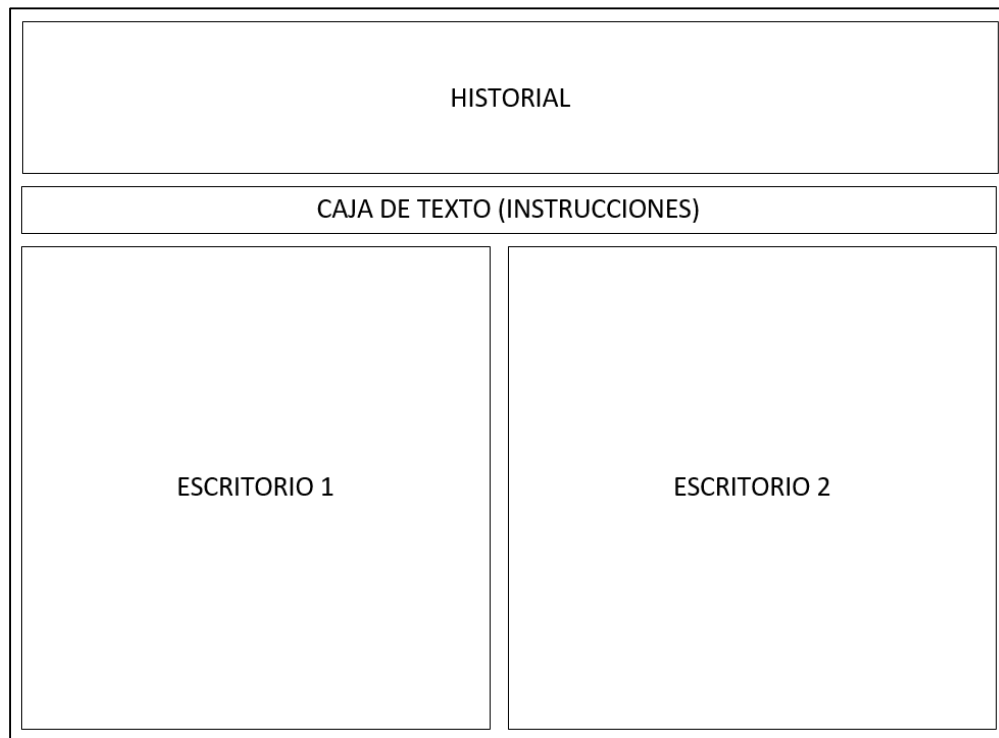 HISTORIAL
CAJA DE TEXTO (INSTRUCCIONES)
ESCRITORIO 1
ESCRITORIO 2